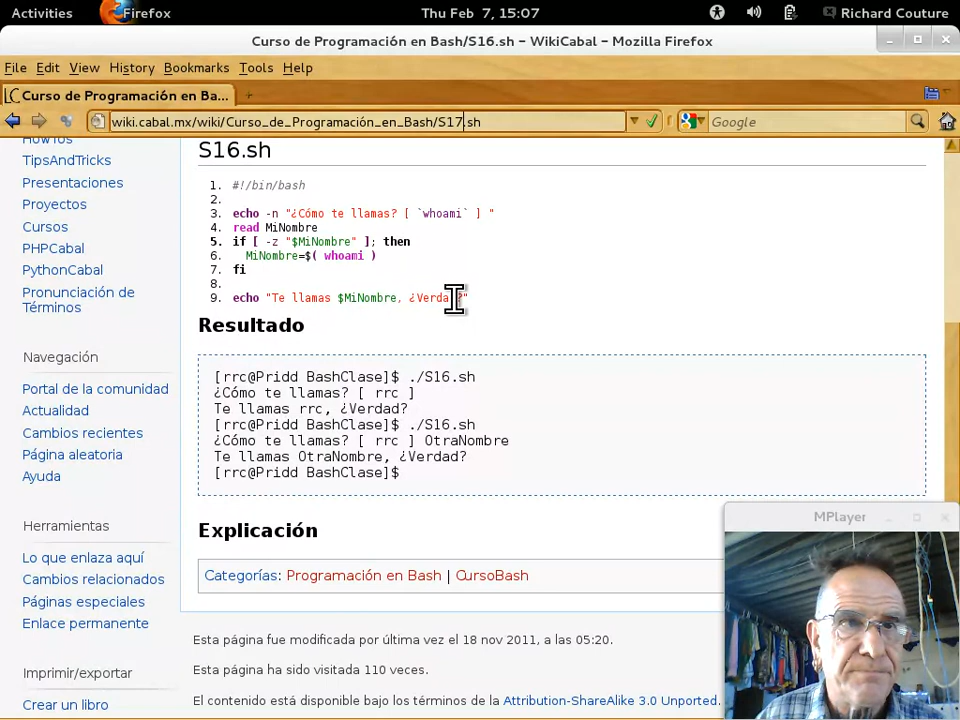 Activities Firefox Thu Feb 7, 15:07 Richard Couture
Curso de Programación en Bash/S16.sh - WikiCabal - Mozilla Firefox
File Edit View History Bookmarks Tools Help
Curso de Programación en Ba...
wiki.cabal.mx/wiki/Curso_de_Programación_en_Bash/S17.sh Google
HowTos
TipsAndTricks
Presentaciones
Proyectos
Cursos
PHPCabal
PythonCabal
Pronunciación de
Términos
Navegación
Portal de la comunidad
Actualidad
Cambios recientes
Página aleatoria
Ayuda
Herramientas
Lo que enlaza aquí
Cambios relacionados
Páginas especiales
Enlace permanente
Imprimir/exportar
Crear un libro
S16.sh
1. #!/bin/bash
2.
3. echo -n "¿Cómo te llamas? [ `whoami` ] "
4. read MiNombre
5. if [ -z "$MiNombre" ]; then
6. MiNombre=$( whoami )
7. fi
8.
9. echo "Te llamas $MiNombre, ¿Verdad?"
Resultado
[rrc@Pridd BashClase]$ ./S16.sh
¿Cómo te llamas? [ rrc ]
Te llamas rrc, ¿Verdad?
[rrc@Pridd BashClase]$ ./S16.sh
¿Cómo te llamas? [ rrc ] OtraNombre
Te llamas OtraNombre, ¿Verdad?
[rrc@Pridd BashClase]$
Explicación
Categorías: Programación en Bash | CursoBash
Esta página fue modificada por última vez el 18 nov 2011, a las 05:20.
Esta página ha sido visitada 110 veces.
El contenido está disponible bajo los términos de la Attribution-ShareAlike 3.0 Unported.
MPlayer